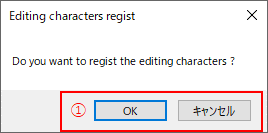 Editing characters regist
Do you want to regist the editing characters ?
① OK キャンセル